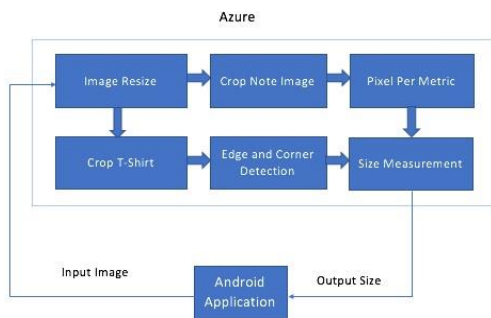 Azure
Image Resize
Crop Note Image
Pixel Per Metric
Crop T-Shirt
Edge and Corner
Detection
Size Measurement
Input Image
Android
Application
Output Size